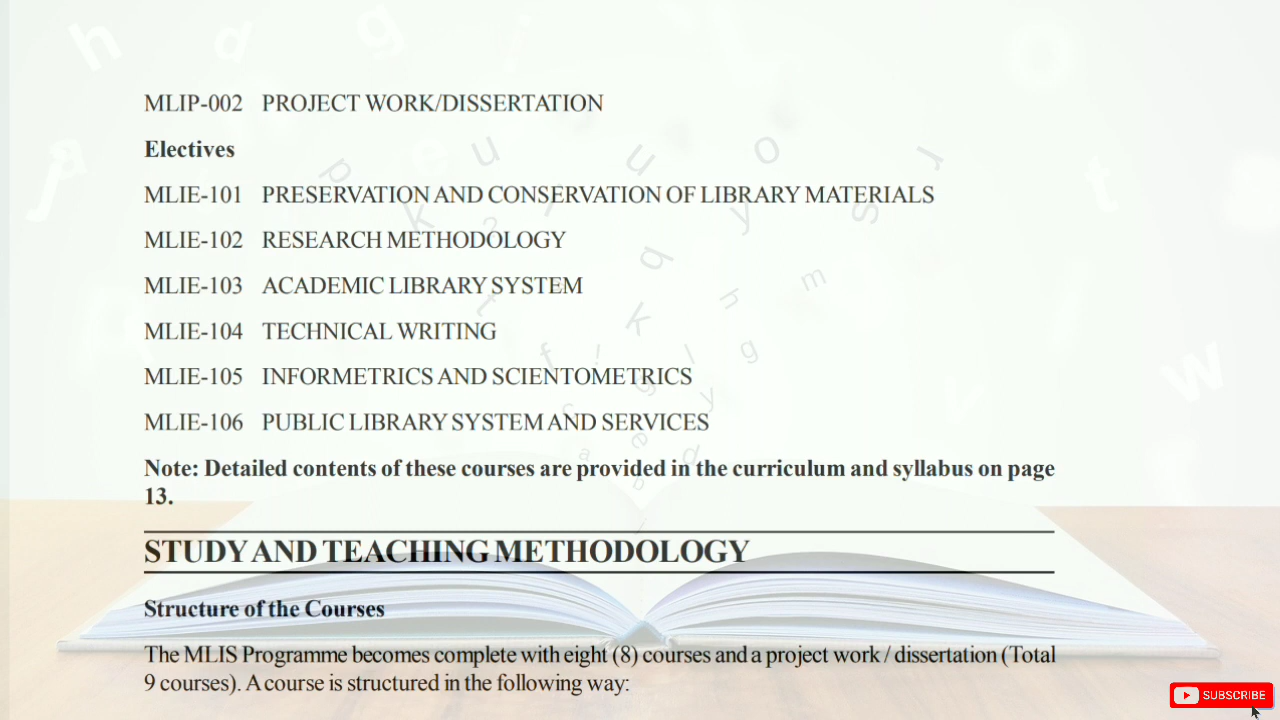 MLIP-002 PROJECT WORK/DISSERTATION
Electives
MLIE-101 PRESERVATION AND CONSERVATION OF LIBRARY MATERIALS
MLIE-102 RESEARCH METHODOLOGY
MLIE-103 ACADEMIC LIBRARY SYSTEM
MLIE-104 TECHNICAL WRITING
MLIE-105 INFORMETRICS AND SCIENTOMETRICS
MLIE-106 PUBLIC LIBRARY SYSTEM AND SERVICES
Note: Detailed contents of these courses are provided in the curriculum and syllabus on page
13.
STUDY AND TEACHING METHODOLOGY
Structure of the Courses
The MLIS Programme becomes complete with eight (8) courses and a project work / dissertation (Total
9 courses). A course is structured in the following way:
SUBSCRIBE